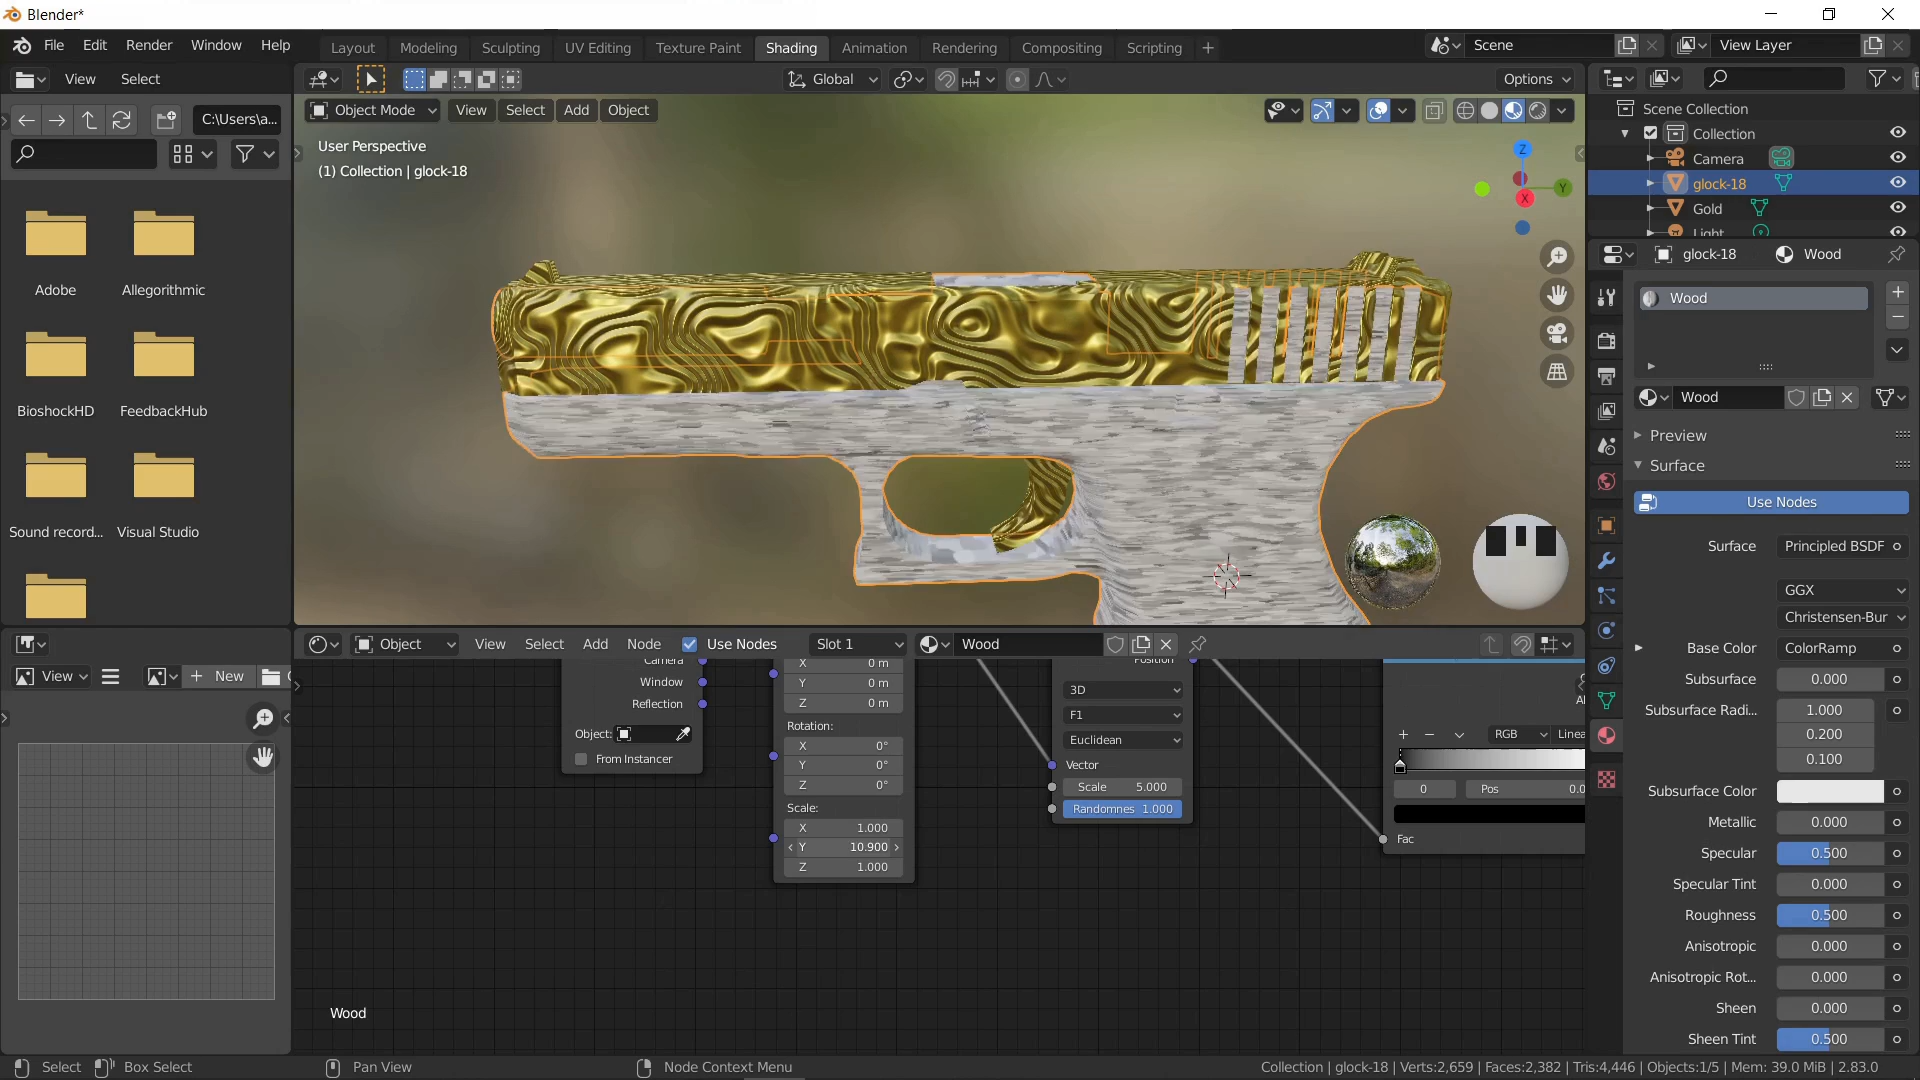 Blender*
File Edit Render Window Help
Layout Modeling Sculpting UV Editing Texture Paint Shading Animation Rendering Compositing Scripting +
Scene
View Layer
View Select
Global
Options
C:\Users\a...
Object Mode View Select Add Object
User Perspective
(1) Collection | glock-18
Z
Y
X
Adobe
Allegorithmic
BioshockHD
FeedbackHub
Sound record...
Visual Studio
Scene Collection
Collection
Camera
glock-18
Gold
Light
glock-18
Wood
Wood
Wood
Preview
Surface
Use Nodes
Surface
Principled BSDF
GGX
Christensen-Bur
Base Color
ColorRamp
Subsurface
0.000
Subsurface Radi...
1.000
0.200
0.100
Subsurface Color
Metallic
0.000
Specular
0.500
Specular Tint
0.000
Roughness
0.500
Anisotropic
0.000
Anisotropic Rot...
0.000
Sheen
0.000
Sheen Tint
0.500
View
New
Object View Select Add Node Use Nodes Slot 1 Wood
Camera
Window
Reflection
Object:
From Instancer
X 0 m
Y 0 m
Z 0 m
Rotation:
X 0°
Y 0°
Z 0°
Scale:
X 1.000
Y 10.900
Z 1.000
Position
3D
F1
Euclidean
Vector
Scale 5.000
Randomnes 1.000
RGB
Linea
0
Pos 0.0
Fac
Wood
Select Box Select Pan View Node Context Menu
Collection | glock-18 | Verts:2,659 | Faces:2,382 | Tris:4,446 | Objects:1/5 | Mem: 39.0 MiB | 2.83.0